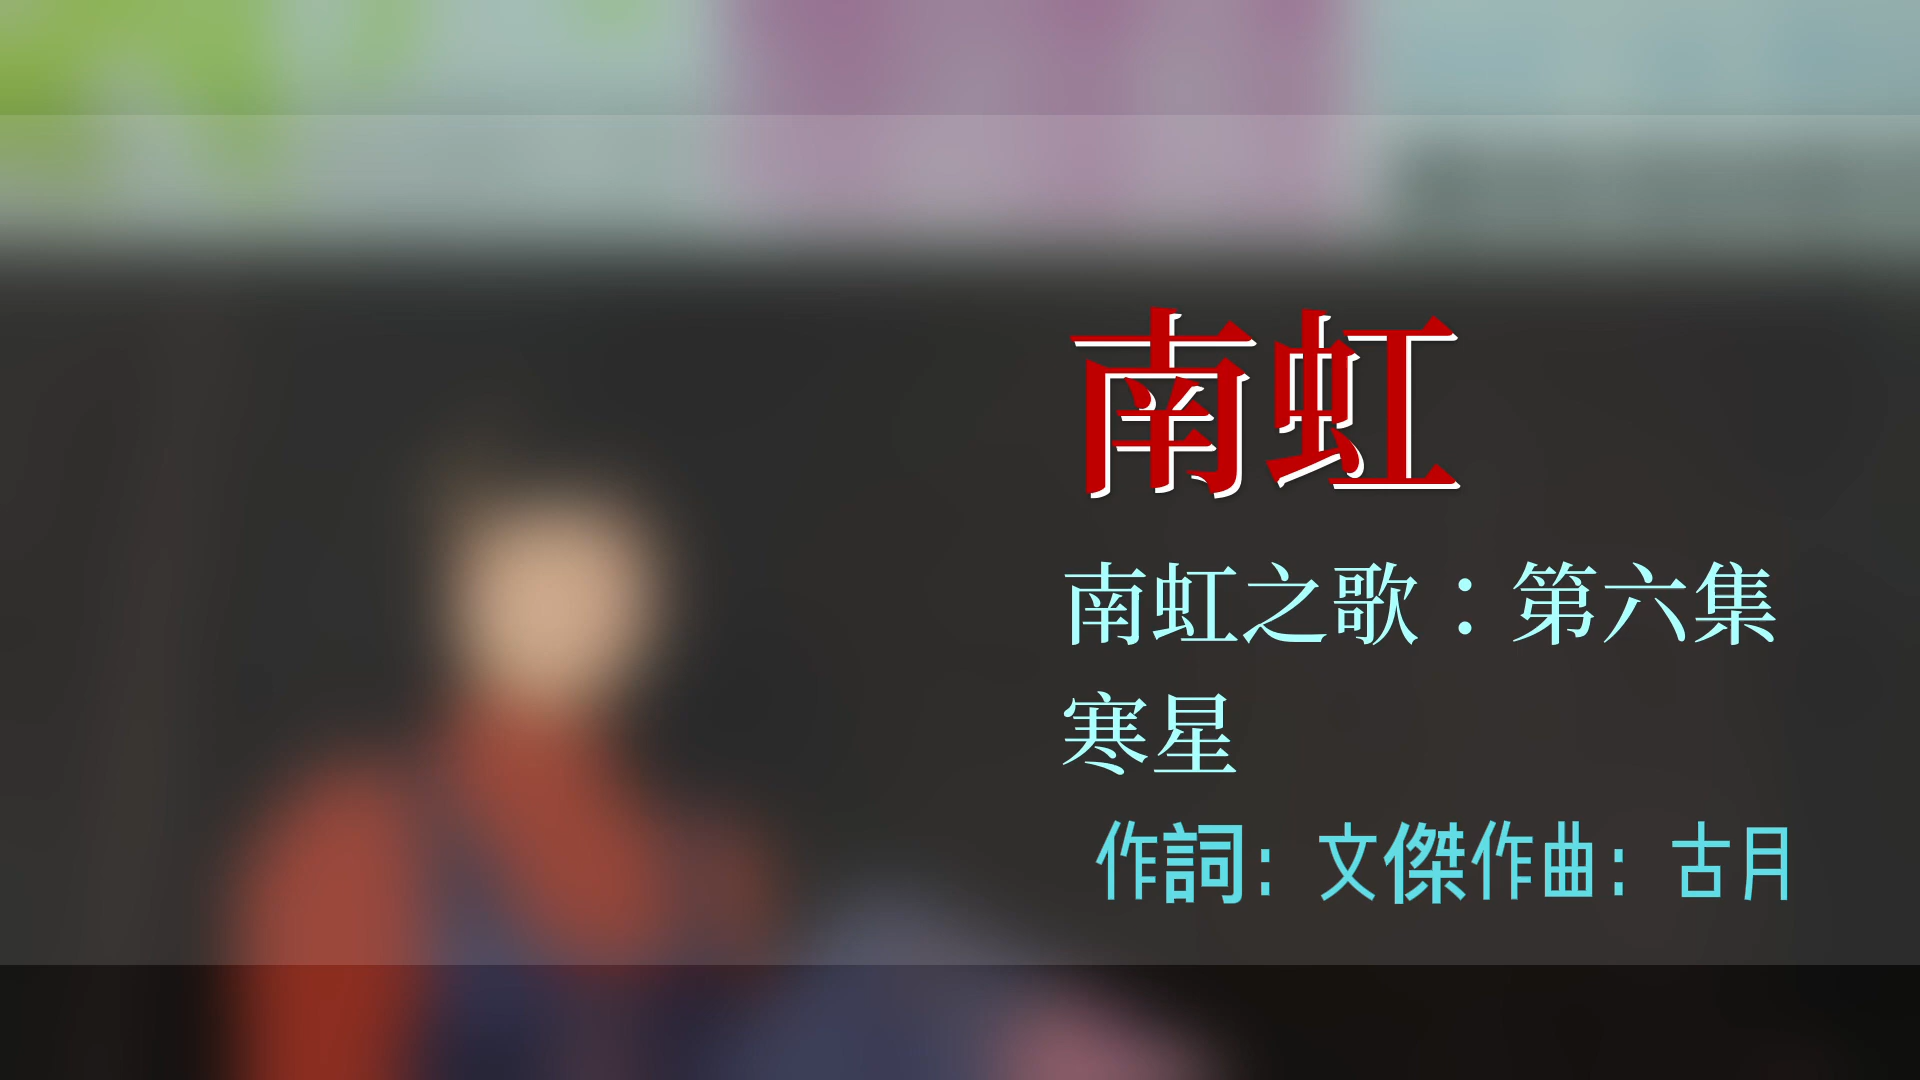 南虹
南虹之歌：第六集
寒星
作詞: 文傑作曲: 古月